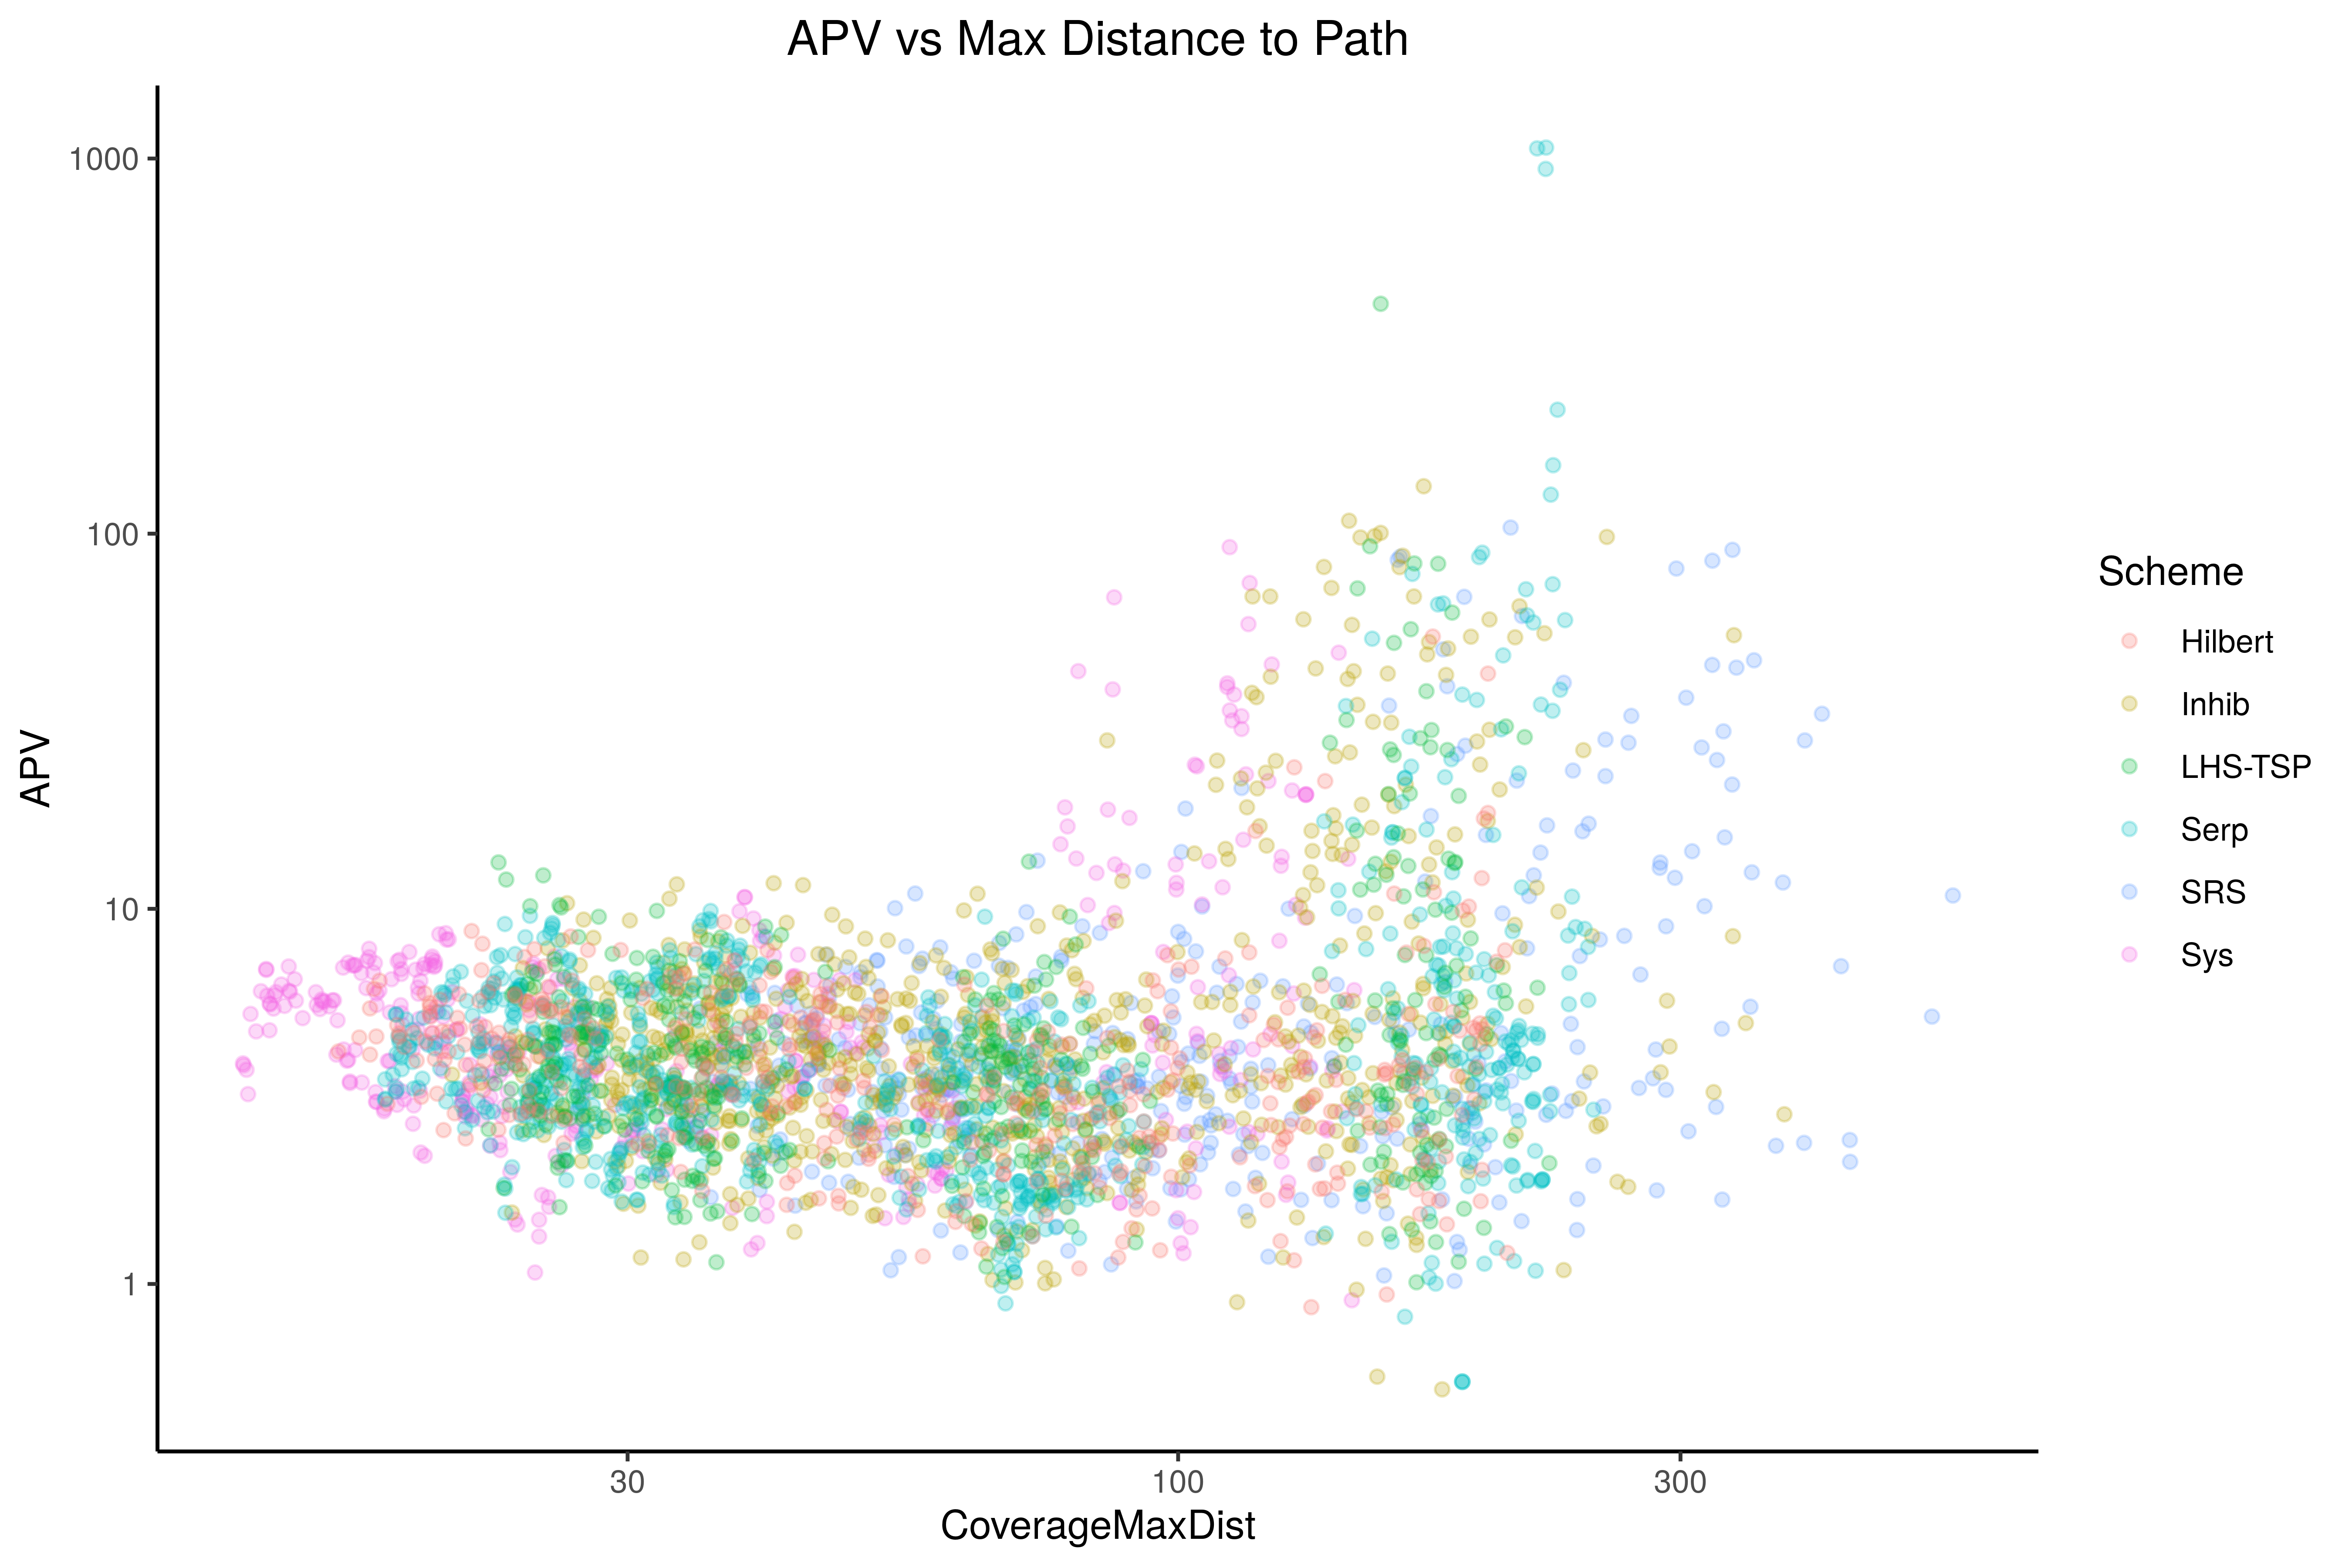 APV vs Max Distance to Path
1000
100
10
1
APV
30
100
300
CoverageMaxDist
Scheme
Hilbert
Inhib
LHS-TSP
Serp
SRS
Sys